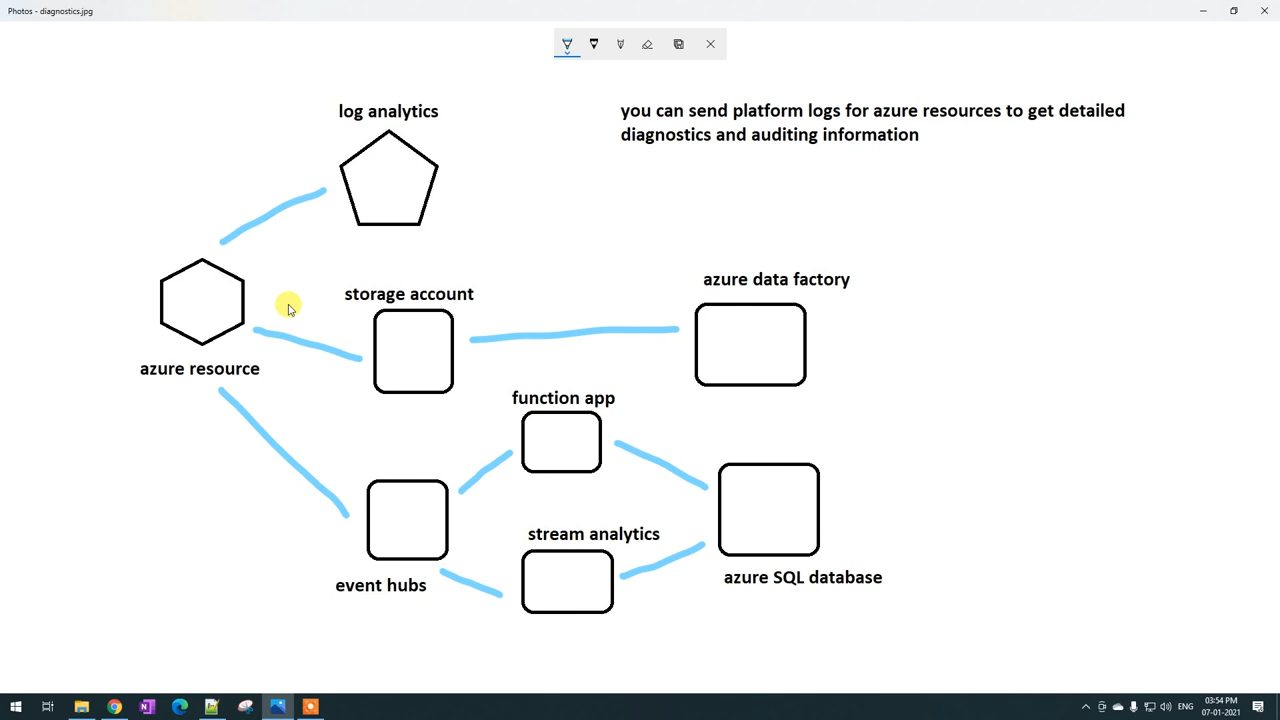 Photos - diagnostics.jpg
log analytics
you can send platform logs for azure resources to get detailed
diagnostics and auditing information
azure data factory
storage account
azure resource
function app
stream analytics
azure SQL database
event hubs
ENG
03:54 PM
07-01-2021